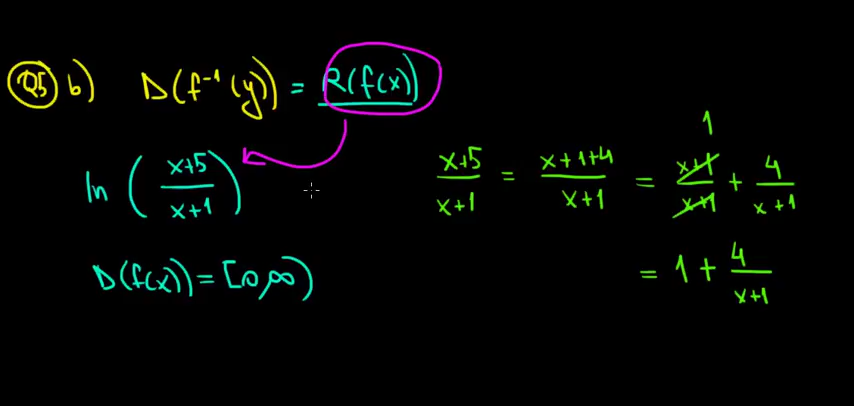 Q5 b) D(f⁻¹(y)) = R(f(x))
ln ( (x+5)/(x+1) )
(x+5)/(x+1) = (x+1+4)/(x+1) = (x+1)/(x+1) 1 + 4/(x+1)
D(f(x)) = [0,∞)
= 1 + 4/(x+1)